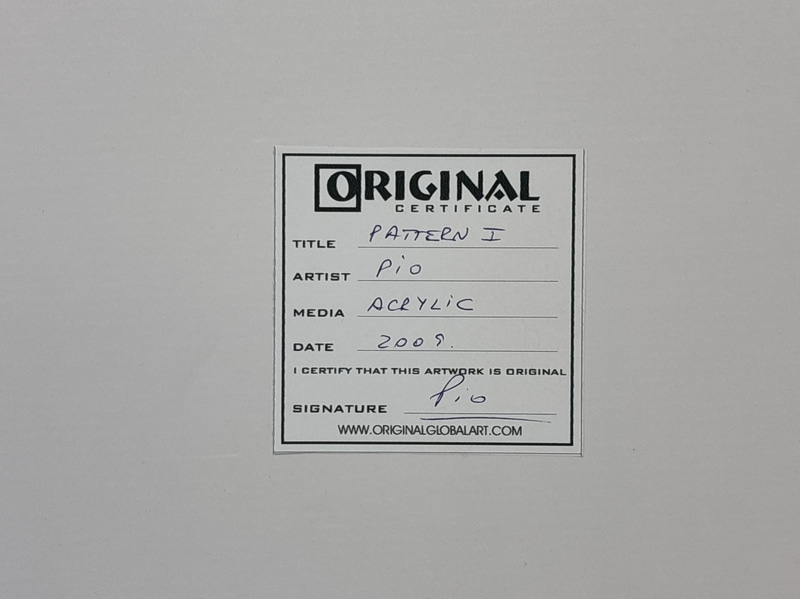 ORIGINAL
CERTIFICATE
TITLE PATTERN I
ARTIST Pio
MEDIA ACRYLIC
DATE 2009.
I CERTIFY THAT THIS ARTWORK IS ORIGINAL
SIGNATURE Pio
WWW.ORIGINALGLOBALART.COM